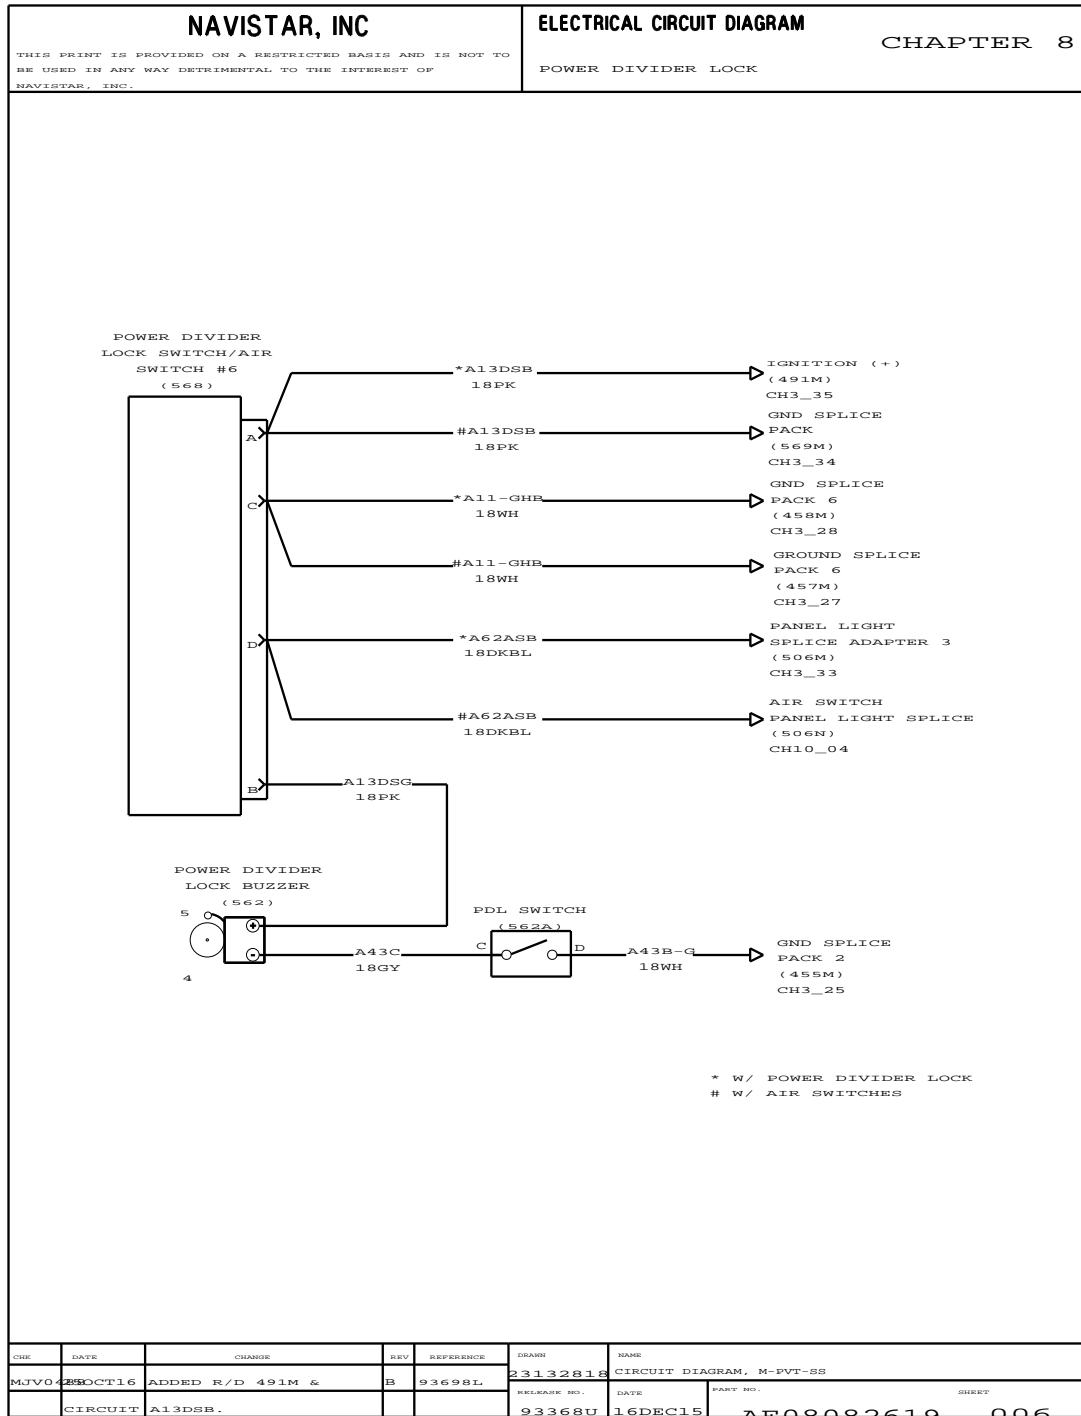 NAVISTAR, INC
THIS PRINT IS PROVIDED ON A RESTRICTED BASIS AND IS NOT TO
BE USED IN ANY WAY DETRIMENTAL TO THE INTEREST OF
NAVISTAR, INC.
ELECTRICAL CIRCUIT DIAGRAM
CHAPTER 8
POWER DIVIDER LOCK
POWER DIVIDER
LOCK SWITCH/AIR
SWITCH #6
(568)
A
*A13DSB
18PK
IGNITION (+)
(491M)
CH3_35
#A13DSB
18PK
GND SPLICE
PACK
(569M)
CH3_34
C
*A11-GHB
18WH
GND SPLICE
PACK 6
(458M)
CH3_28
#A11-GHB
18WH
GROUND SPLICE
PACK 6
(457M)
CH3_27
D
*A62ASB
18DKBL
PANEL LIGHT
SPLICE ADAPTER 3
(506M)
CH3_33
#A62ASB
18DKBL
AIR SWITCH
PANEL LIGHT SPLICE
(506N)
CH10_04
B
A13DSG
18PK
POWER DIVIDER
LOCK BUZZER
(562)
5
4
+
-
A43C
18GY
PDL SWITCH
(562A)
C
D
A43B-G
18WH
GND SPLICE
PACK 2
(455M)
CH3_25
* W/ POWER DIVIDER LOCK
# W/ AIR SWITCHES
CHK DATE CHANGE REV REFERENCE
ADDED R/D 491M & B 93698L
CIRCUIT A13DSB.
DRAWN
23132818
NAME
CIRCUIT DIAGRAM, M-PVT-SS
RELEASE NO.
93368U
DATE
16DEC15
PART NO.
AF08082619
SHEET
006